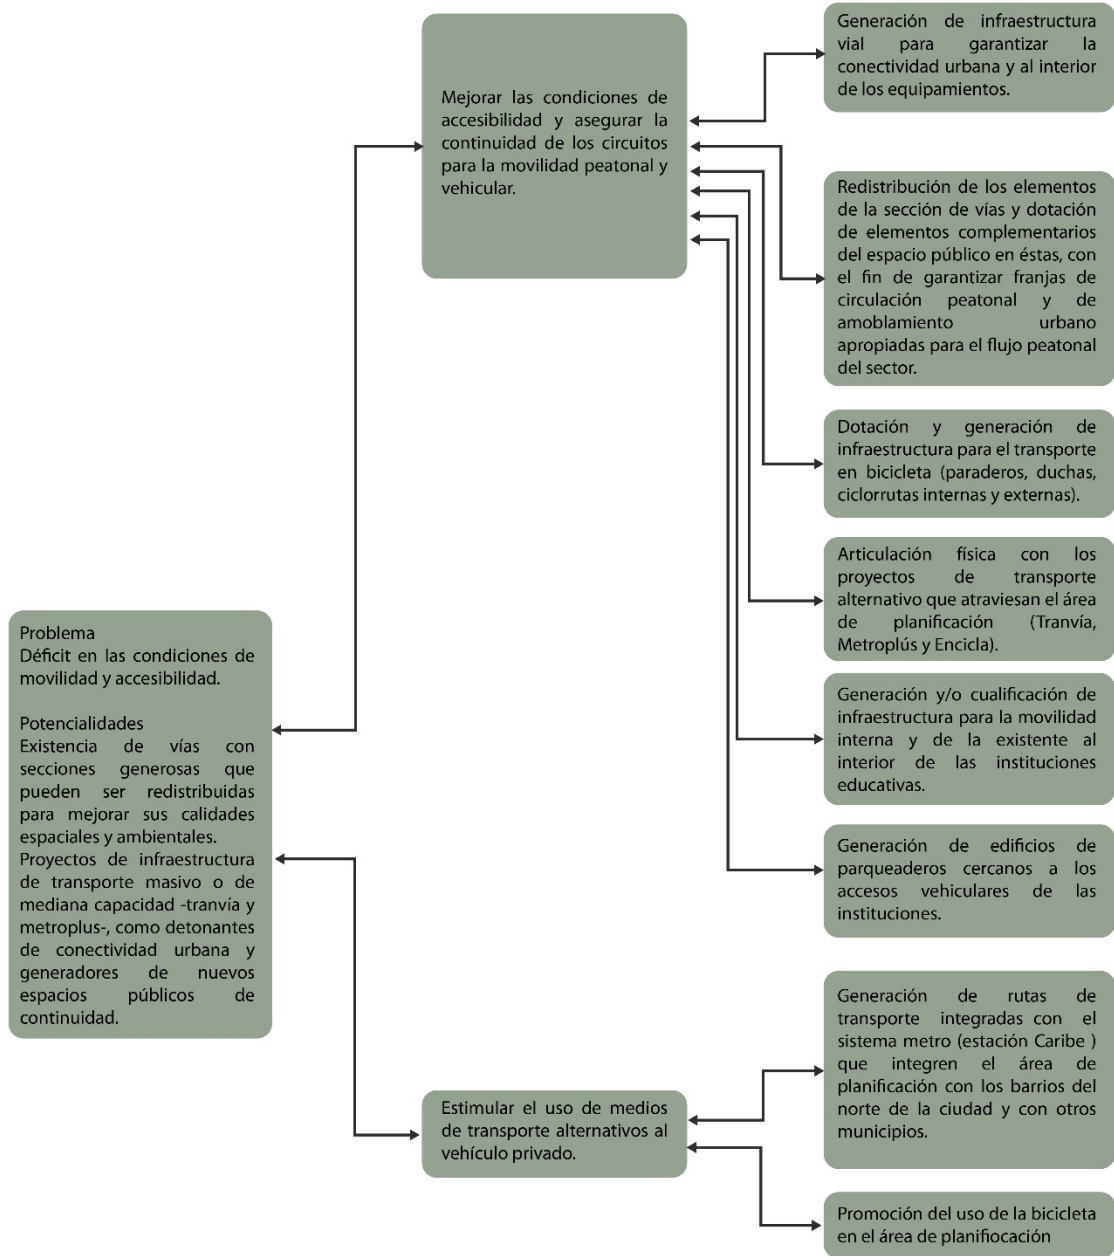 Problema
Déficit en las condiciones de
movilidad y accesibilidad.
Potencialidades
Existencia de vías con
secciones generosas que
pueden ser redistribuidas
para mejorar sus calidades
espaciales y ambientales.
Proyectos de infraestructura
de transporte masivo o de
mediana capacidad -tranvía y
metroplus-, como detonantes
de conectividad urbana y
generadores de nuevos
espacios públicos de
continuidad.
Mejorar las condiciones de
accesibilidad y asegurar la
continuidad de los circuitos
para la movilidad peatonal y
vehicular.
Generación de infraestructura
vial para garantizar la
conectividad urbana y al interior
de los equipamientos.
Redistribución de los elementos
de la sección de vías y dotación
de elementos complementarios
del espacio público en éstas, con
el fin de garantizar franjas de
circulación peatonal y de
amoblamiento urbano
apropiadas para el flujo peatonal
del sector.
Dotación y generación de
infraestructura para el transporte
en bicicleta (paraderos, duchas,
ciclorrutas internas y externas).
Articulación física con los
proyectos de transporte
alternativo que atraviesan el área
de planificación (Tranvía,
Metroplús y Encicla).
Generación y/o cualificación de
infraestructura para la movilidad
interna y de la existente al
interior de las instituciones
educativas.
Generación de edificios de
parqueaderos cercanos a los
accesos vehiculares de las
instituciones.
Estimular el uso de medios
de transporte alternativos al
vehículo privado.
Generación de rutas de
transporte integradas con el
sistema metro (estación Caribe )
que integren el área de
planificación con los barrios del
norte de la ciudad y con otros
municipios.
Promoción del uso de la bicicleta
en el área de planifiocación